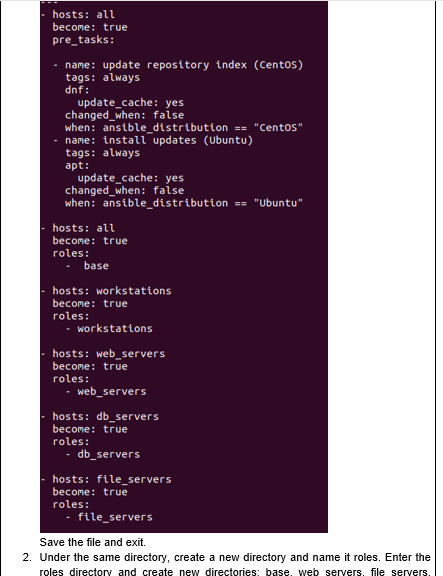 ---
- hosts: all
  become: true
  pre_tasks:

  - name: update repository index (CentOS)
    tags: always
    dnf:
      update_cache: yes
    changed_when: false
    when: ansible_distribution == "CentOS"
  - name: install updates (Ubuntu)
    tags: always
    apt:
      update_cache: yes
    changed_when: false
    when: ansible_distribution == "Ubuntu"

- hosts: all
  become: true
  roles:
    -  base

- hosts: workstations
  become: true
  roles:
    - workstations

- hosts: web_servers
  become: true
  roles:
    - web_servers

- hosts: db_servers
  become: true
  roles:
    - db_servers

- hosts: file_servers
  become: true
  roles:
    - file_servers
Save the file and exit.
2. Under the same directory, create a new directory and name it roles. Enter the
roles directory and create new directories: base, web_servers, file_servers,